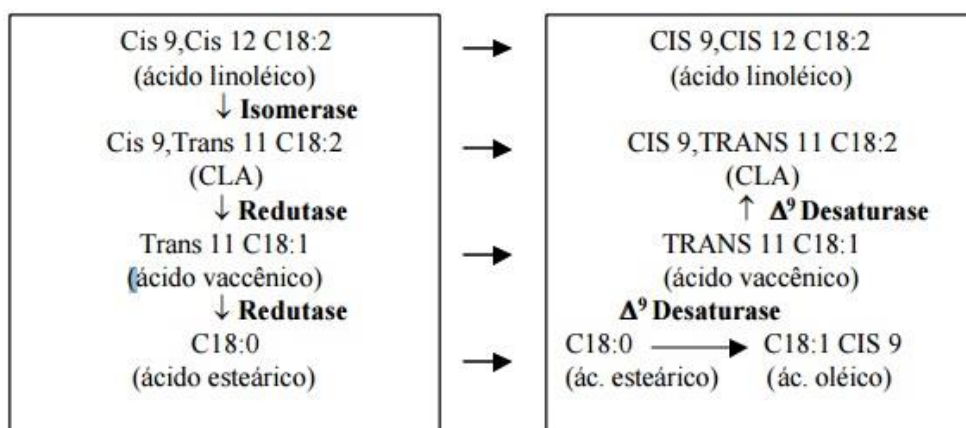 Cis 9,Cis 12 C18:2
(ácido linoléico)
↓ Isomerase
Cis 9,Trans 11 C18:2
(CLA)
↓ Redutase
Trans 11 C18:1
(ácido vaccênico)
↓ Redutase
C18:0
(ácido esteárico)
CIS 9,CIS 12 C18:2
(ácido linoléico)
CIS 9,TRANS 11 C18:2
(CLA)
↑ Δ⁹ Desaturase
TRANS 11 C18:1
(ácido vaccênico)
Δ⁹ Desaturase
C18:0 → C18:1 CIS 9
(ác. esteárico) (ác. oléico)